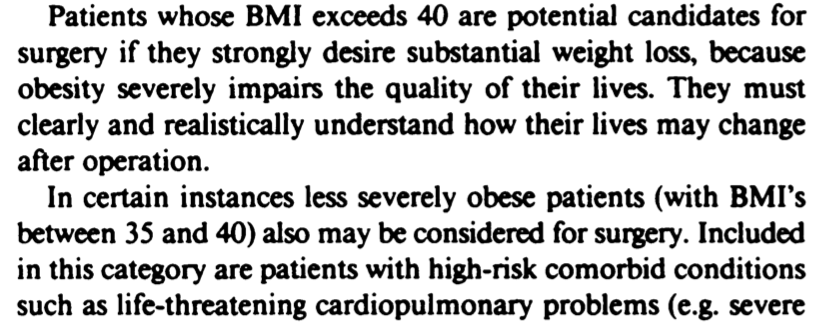 Patients whose BMI exceeds 40 are potential candidates for
surgery if they strongly desire substantial weight loss, because
obesity severely impairs the quality of their lives. They must
clearly and realistically understand how their lives may change
after operation.
In certain instances less severely obese patients (with BMI's
between 35 and 40) also may be considered for surgery. Included
in this category are patients with high-risk comorbid conditions
such as life-threatening cardiopulmonary problems (e.g. severe